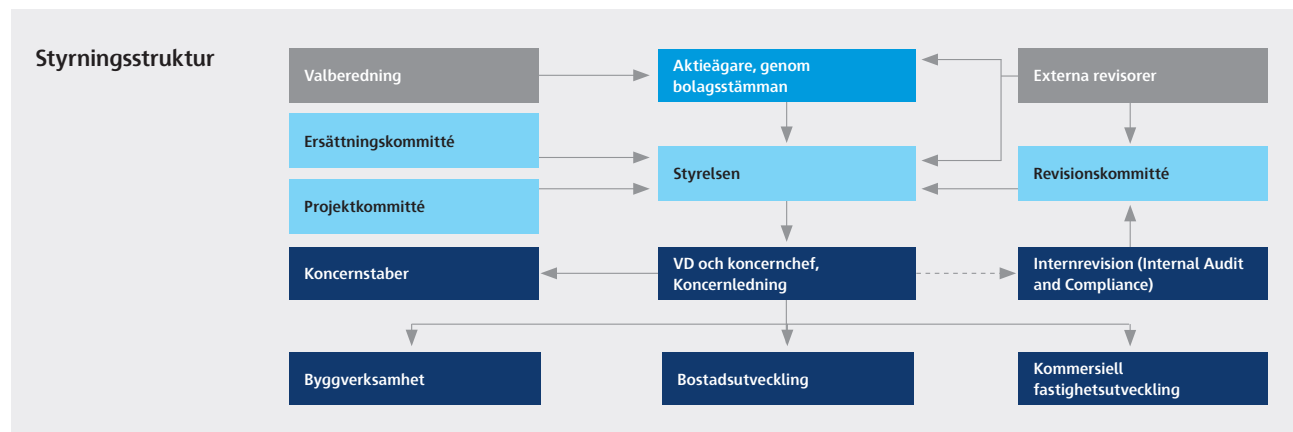 Styrningsstruktur
Valberedning
Aktieägare, genom
bolagsstämman
Externa revisorer
Ersättningskommitté
Styrelsen
Revisionskommitté
Projektkommitté
Koncernstaber
VD och koncernchef,
Koncernledning
Internrevision (Internal Audit
and Compliance)
Byggverksamhet
Bostadsutveckling
Kommersiell
fastighetsutveckling